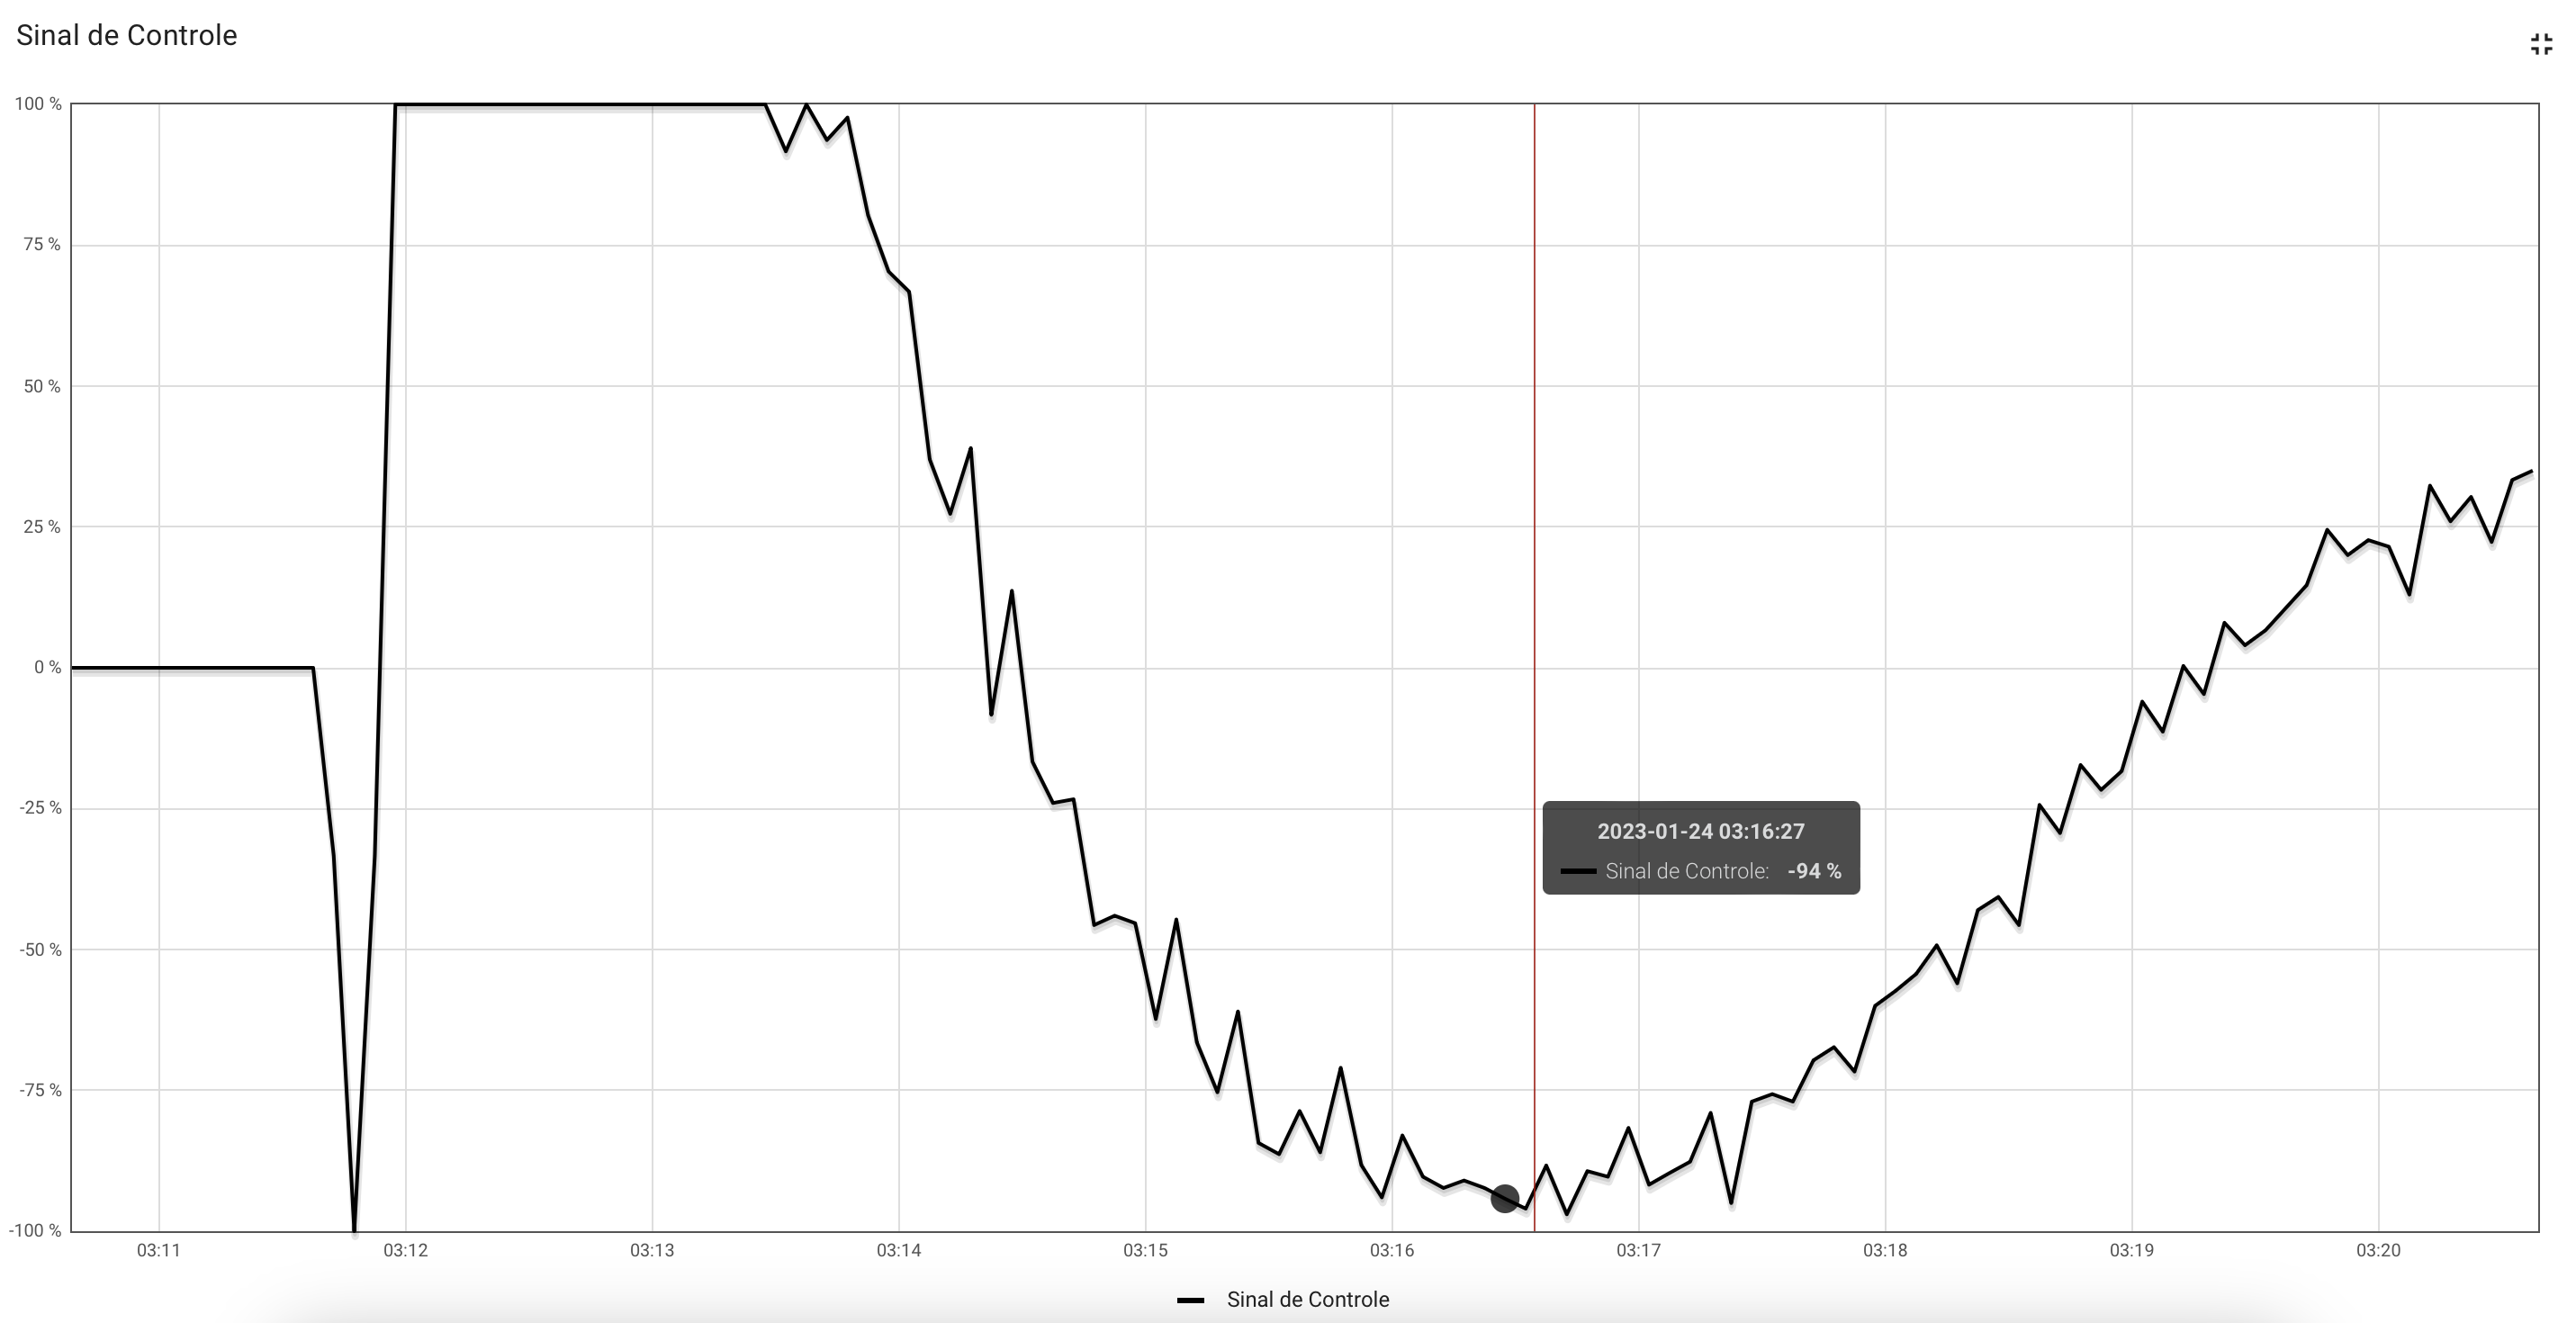 Sinal de Controle
100 %
75 %
50 %
25 %
0 %
-25 %
-50 %
-75 %
-100 %
2023-01-24 03:16:27
Sinal de Controle: -94 %
03:11 03:12 03:13 03:14 03:15 03:16 03:17 03:18 03:19 03:20
Sinal de Controle